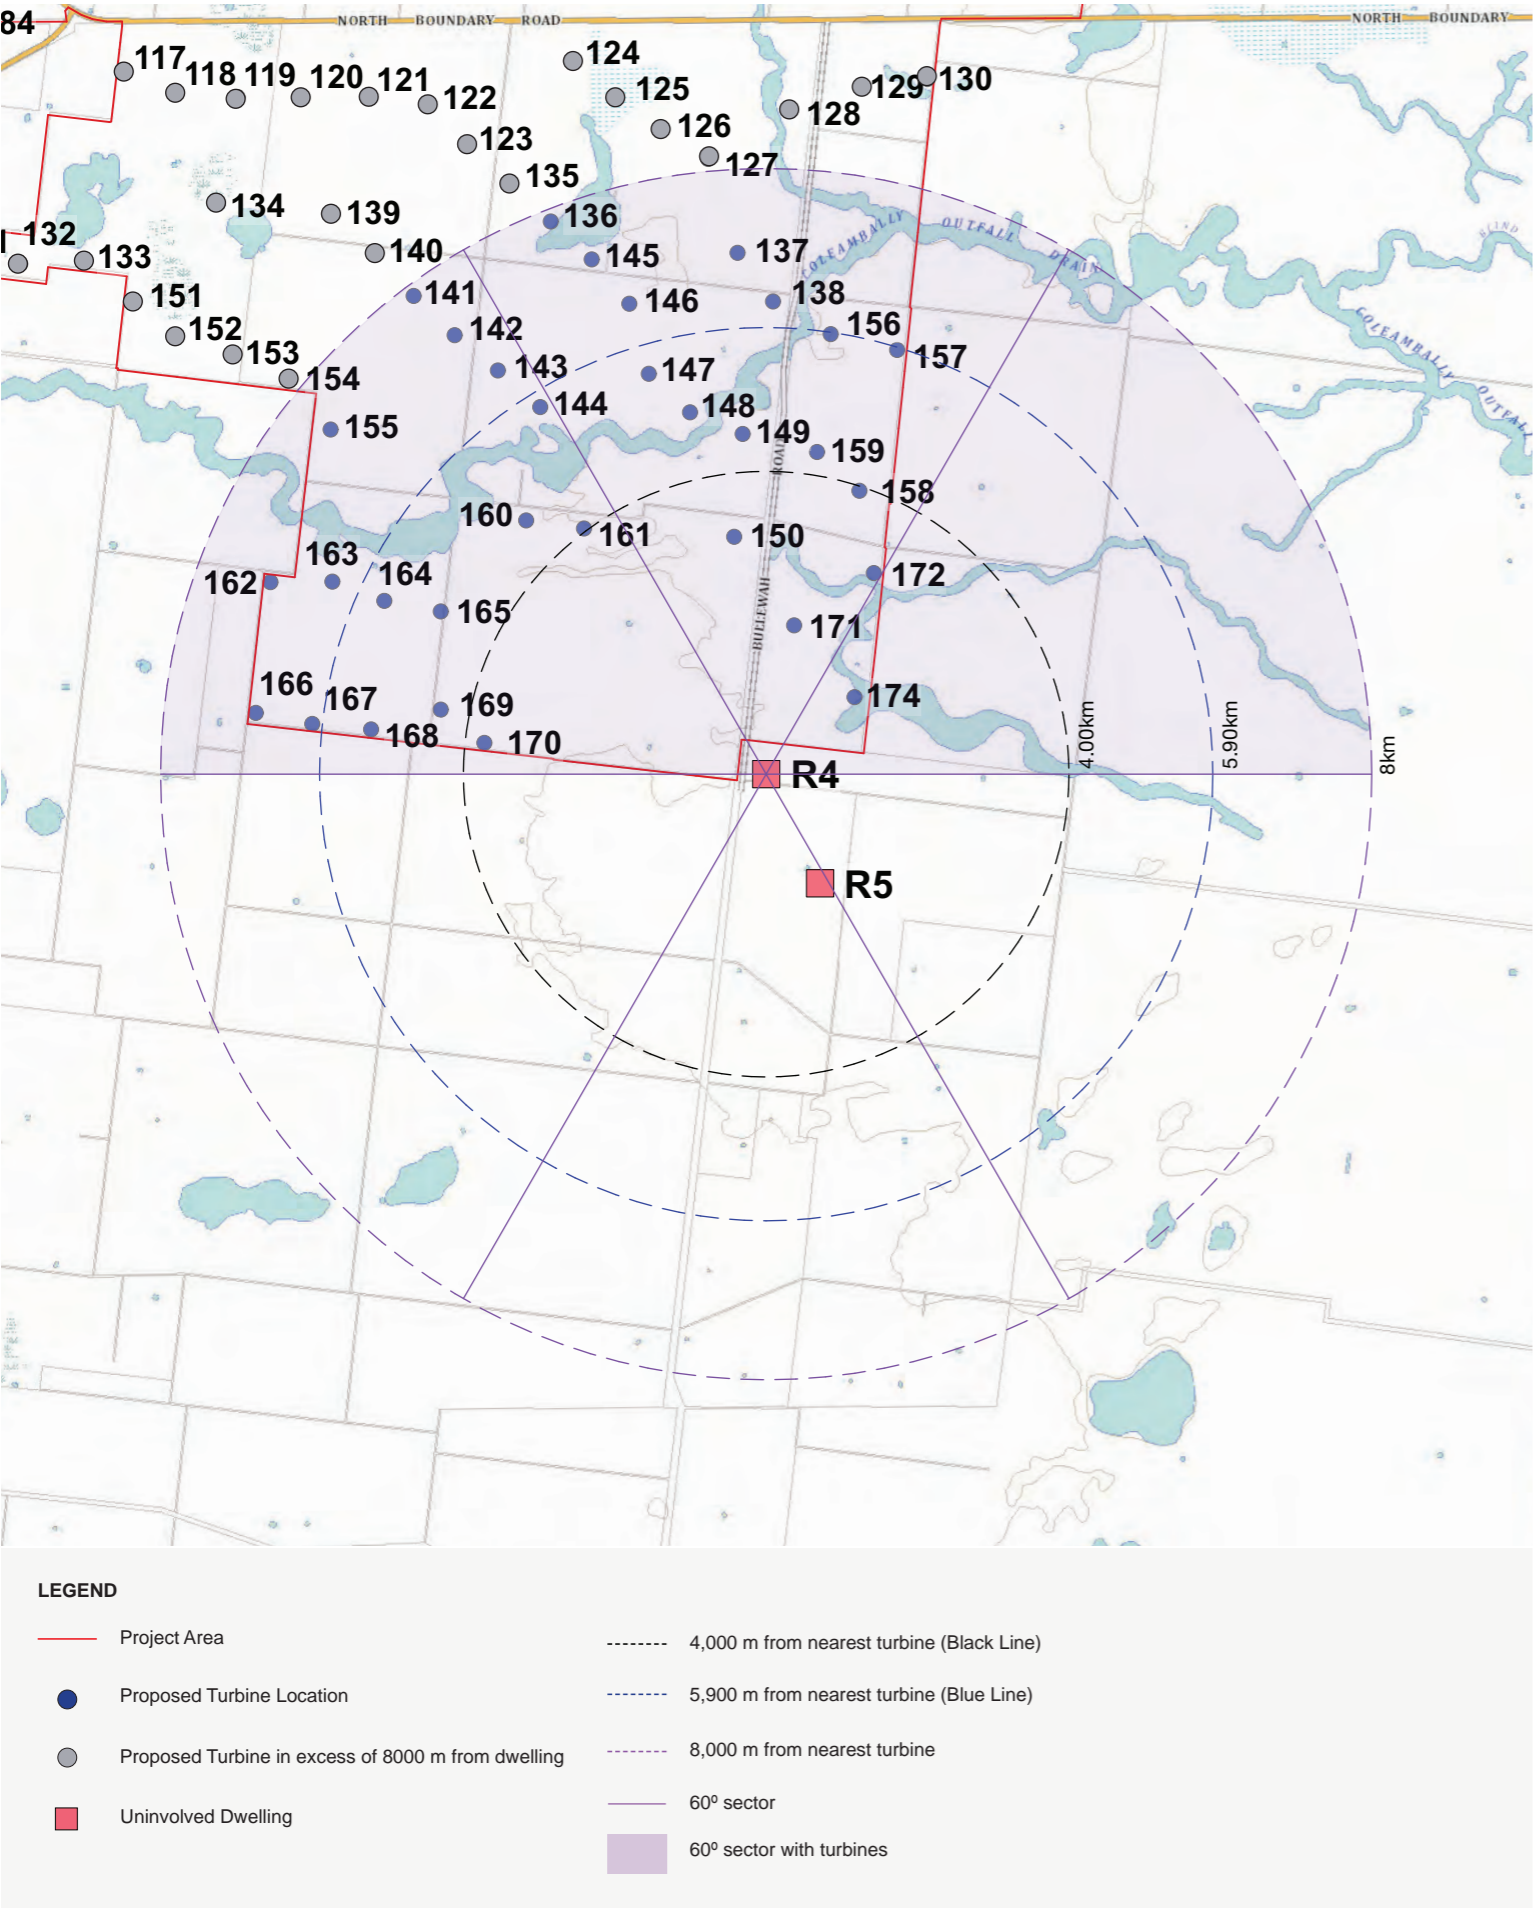 NORTH BOUNDARY ROAD
NORTH BOUNDARY
84
117
118
119
120
121
122
123
124
125
126
127
128
129
130
132
133
134
135
136
137
138
139
140
141
142
143
144
145
146
147
148
149
150
151
152
153
154
155
156
157
158
159
160
161
162
163
164
165
166
167
168
169
170
171
172
174
COLEAMBALLY OUTFALL DRAIN
COLEAMBALLY OUTFALL
BLIND
ROAD
R4
R5
4.00km
5.90km
8km
LEGEND
Project Area
Proposed Turbine Location
Proposed Turbine in excess of 8000 m from dwelling
Uninvolved Dwelling
4,000 m from nearest turbine (Black Line)
5,900 m from nearest turbine (Blue Line)
8,000 m from nearest turbine
60º sector
60º sector with turbines